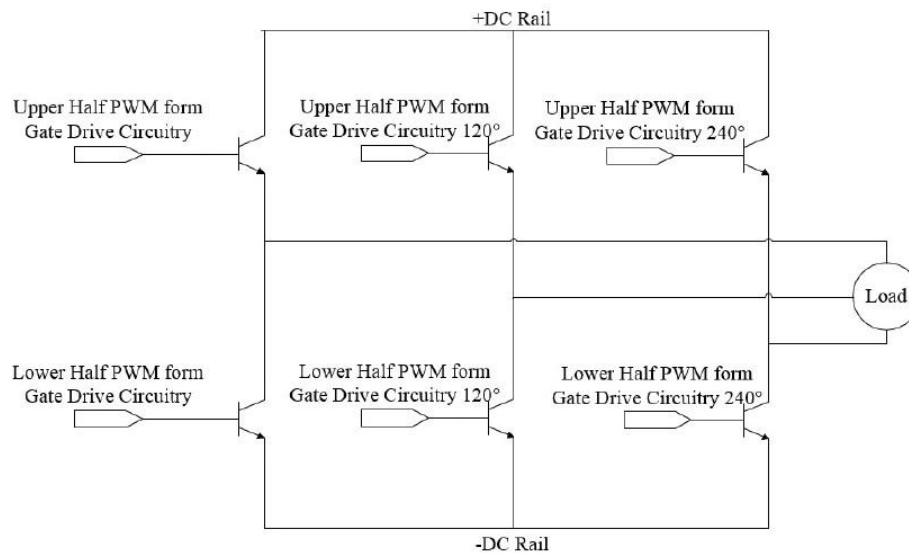 +DC Rail
Upper Half PWM form
Gate Drive Circuitry
Upper Half PWM form
Gate Drive Circuitry 120°
Upper Half PWM form
Gate Drive Circuitry 240°
Load
Lower Half PWM form
Gate Drive Circuitry
Lower Half PWM form
Gate Drive Circuitry 120°
Lower Half PWM form
Gate Drive Circuitry 240°
-DC Rail